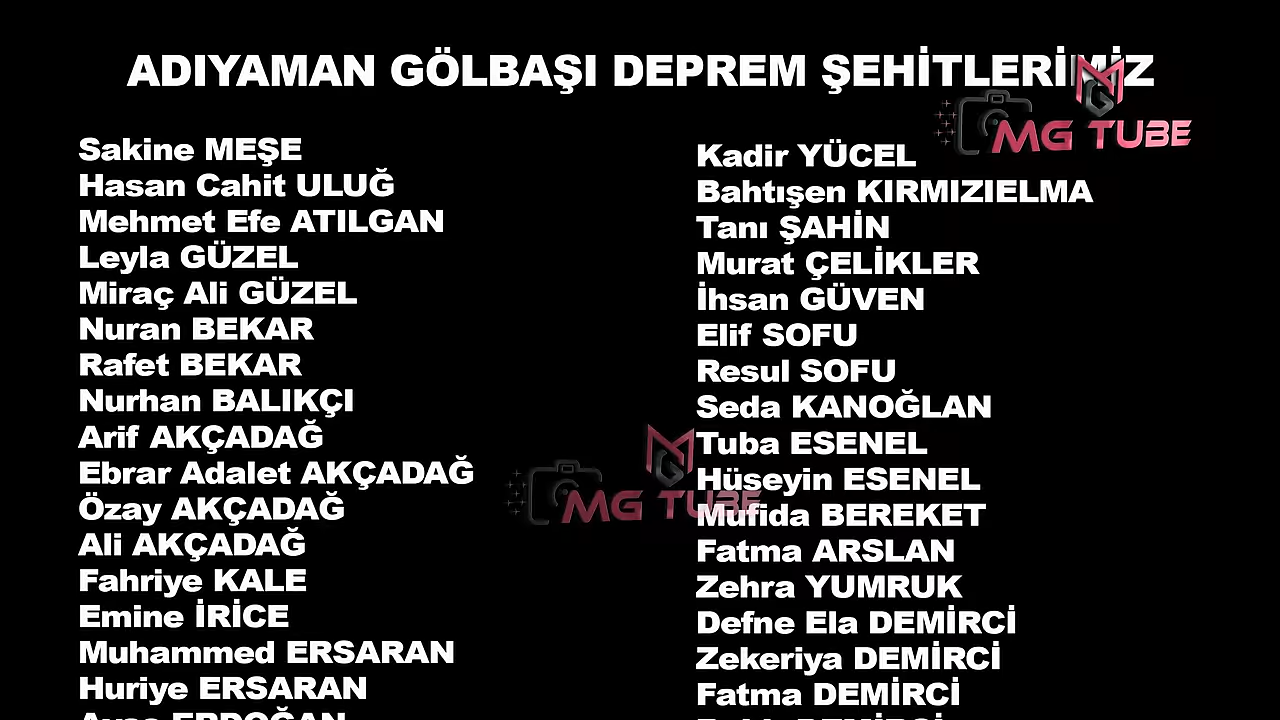 ADIYAMAN GÖLBAŞI DEPREM ŞEHİTLERİMİZ
MG TUBE
Sakine MEŞE
Hasan Cahit ULUĞ
Mehmet Efe ATILGAN
Leyla GÜZEL
Miraç Ali GÜZEL
Nuran BEKAR
Rafet BEKAR
Nurhan BALIKÇI
Arif AKÇADAĞ
Ebrar Adalet AKÇADAĞ
Özay AKÇADAĞ
Ali AKÇADAĞ
Fahriye KALE
Emine İRİCE
Muhammed ERSARAN
Huriye ERSARAN
ERDOĞAN
MG TUBE
Kadir YÜCEL
Bahtışen KIRMIZIELMA
Tanı ŞAHİN
Murat ÇELİKLER
İhsan GÜVEN
Elif SOFU
Resul SOFU
Seda KANOĞLAN
Tuba ESENEL
Hüseyin ESENEL
Müfida BEREKET
Fatma ARSLAN
Zehra YUMRUK
Defne Ela DEMİRCİ
Zekeriya DEMİRCİ
Fatma DEMİRCİ
DEMİRCİ